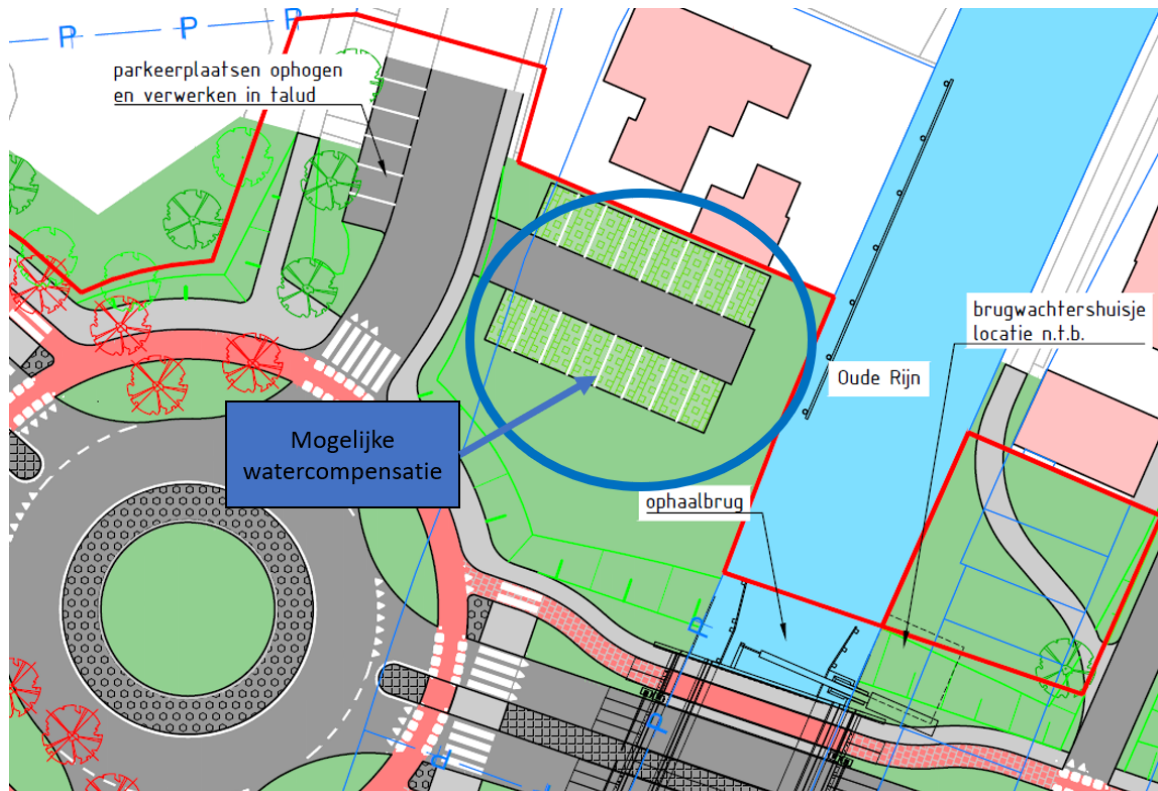 P P P
parkeerplaatsen ophogen
en verwerken in talud
brugwachtershuisje
locatie n.t.b.
Oude Rijn
Mogelijke
watercompensatie
ophaalbrug
P
P
P
P